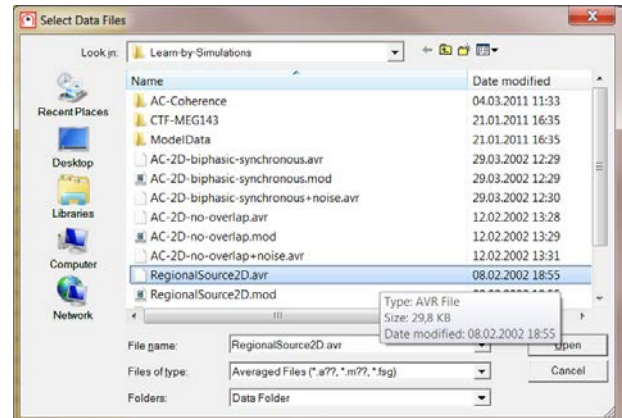 Select Data Files
Look in: Learn-by-Simulations
Name Date modified
AC-Coherence 04.03.2011 11:33
CTF-MEG143 21.01.2011 16:35
ModelData 21.01.2011 16:35
AC-2D-biphasic-synchronous.avr 29.03.2002 12:29
AC-2D-biphasic-synchronous.mod 29.03.2002 12:29
AC-2D-biphasic-synchronous+noise.avr 29.03.2002 12:30
AC-2D-no-overlap.avr 12.02.2002 13:28
AC-2D-no-overlap.mod 12.02.2002 13:29
AC-2D-no-overlap+noise.avr 12.02.2002 13:31
RegionalSource2D.avr 08.02.2002 18:55
RegionalSource2D.mod
Recent Places
Desktop
Libraries
Computer
Network
Type: AVR File
Size: 29,8 KB
Date modified: 08.02.2002 18:55
File name: RegionalSource2D.avr Open
Files of type: Averaged Files (*.a??, *.m??, *.fsg) Cancel
Folders: Data Folder